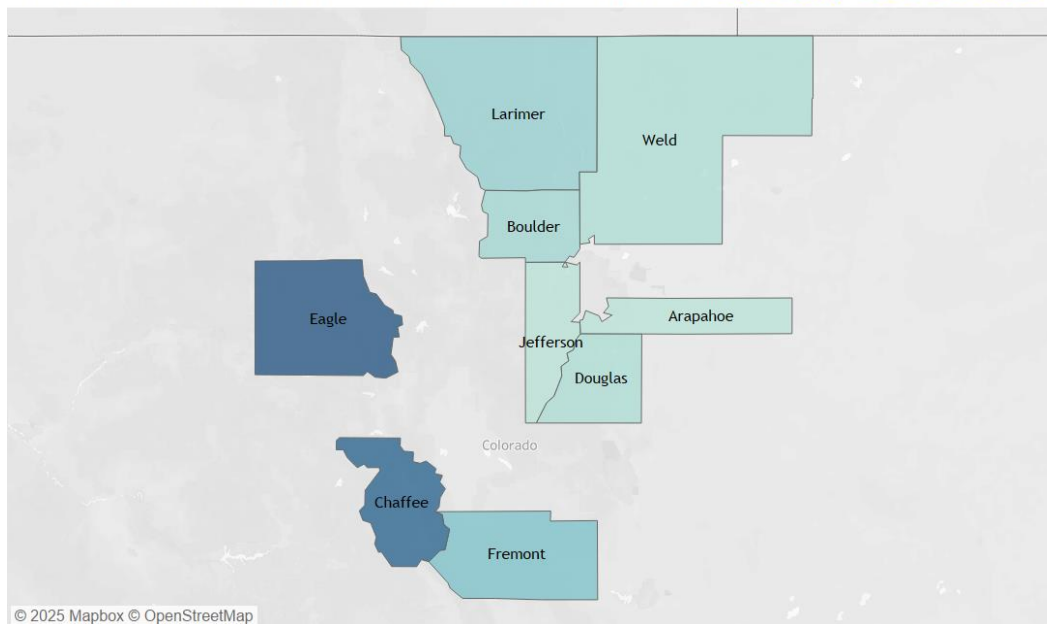 Larimer
Weld
Boulder
Eagle
Arapahoe
Jefferson
Douglas
Colorado
Chaffee
Fremont
© 2025 Mapbox © OpenStreetMap